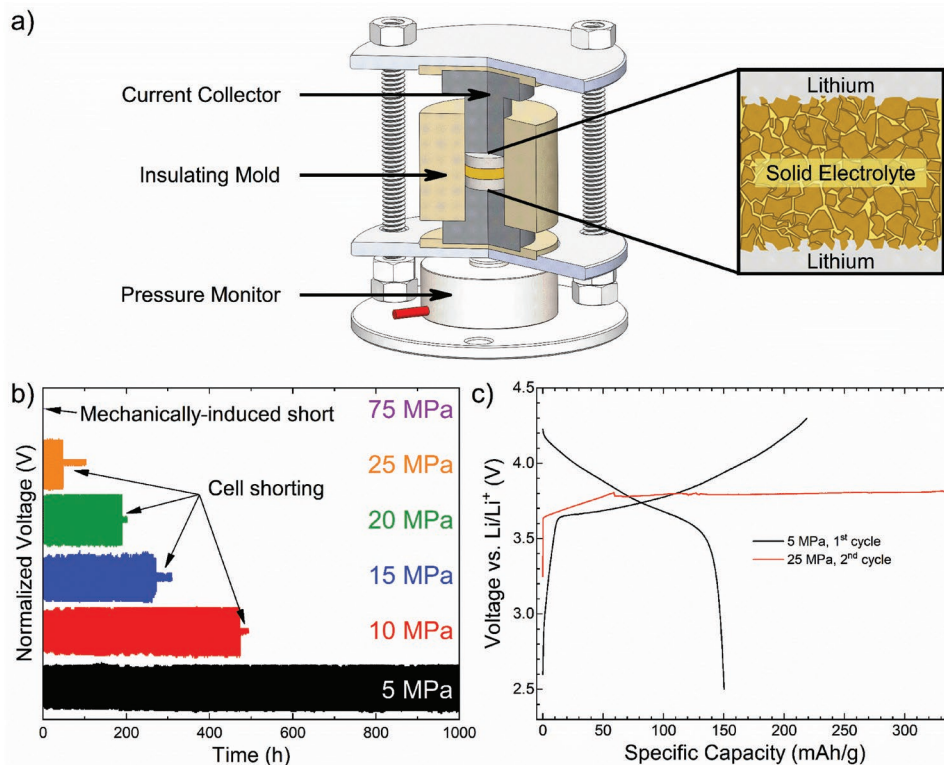 a)
Current Collector
Insulating Mold
Pressure Monitor
Lithium
Solid Electrolyte
Lithium
b)
Mechanically-induced short
75 MPa
25 MPa
Cell shorting
20 MPa
15 MPa
10 MPa
5 MPa
Normalized Voltage (V)
0 200 400 600 800 1000
Time (h)
c)
4.5
4.0
3.5
3.0
2.5
Voltage vs. Li/Li⁺ (V)
5 MPa, 1ˢᵗ cycle
25 MPa, 2ⁿᵈ cycle
0 50 100 150 200 250 300
Specific Capacity (mAh/g)